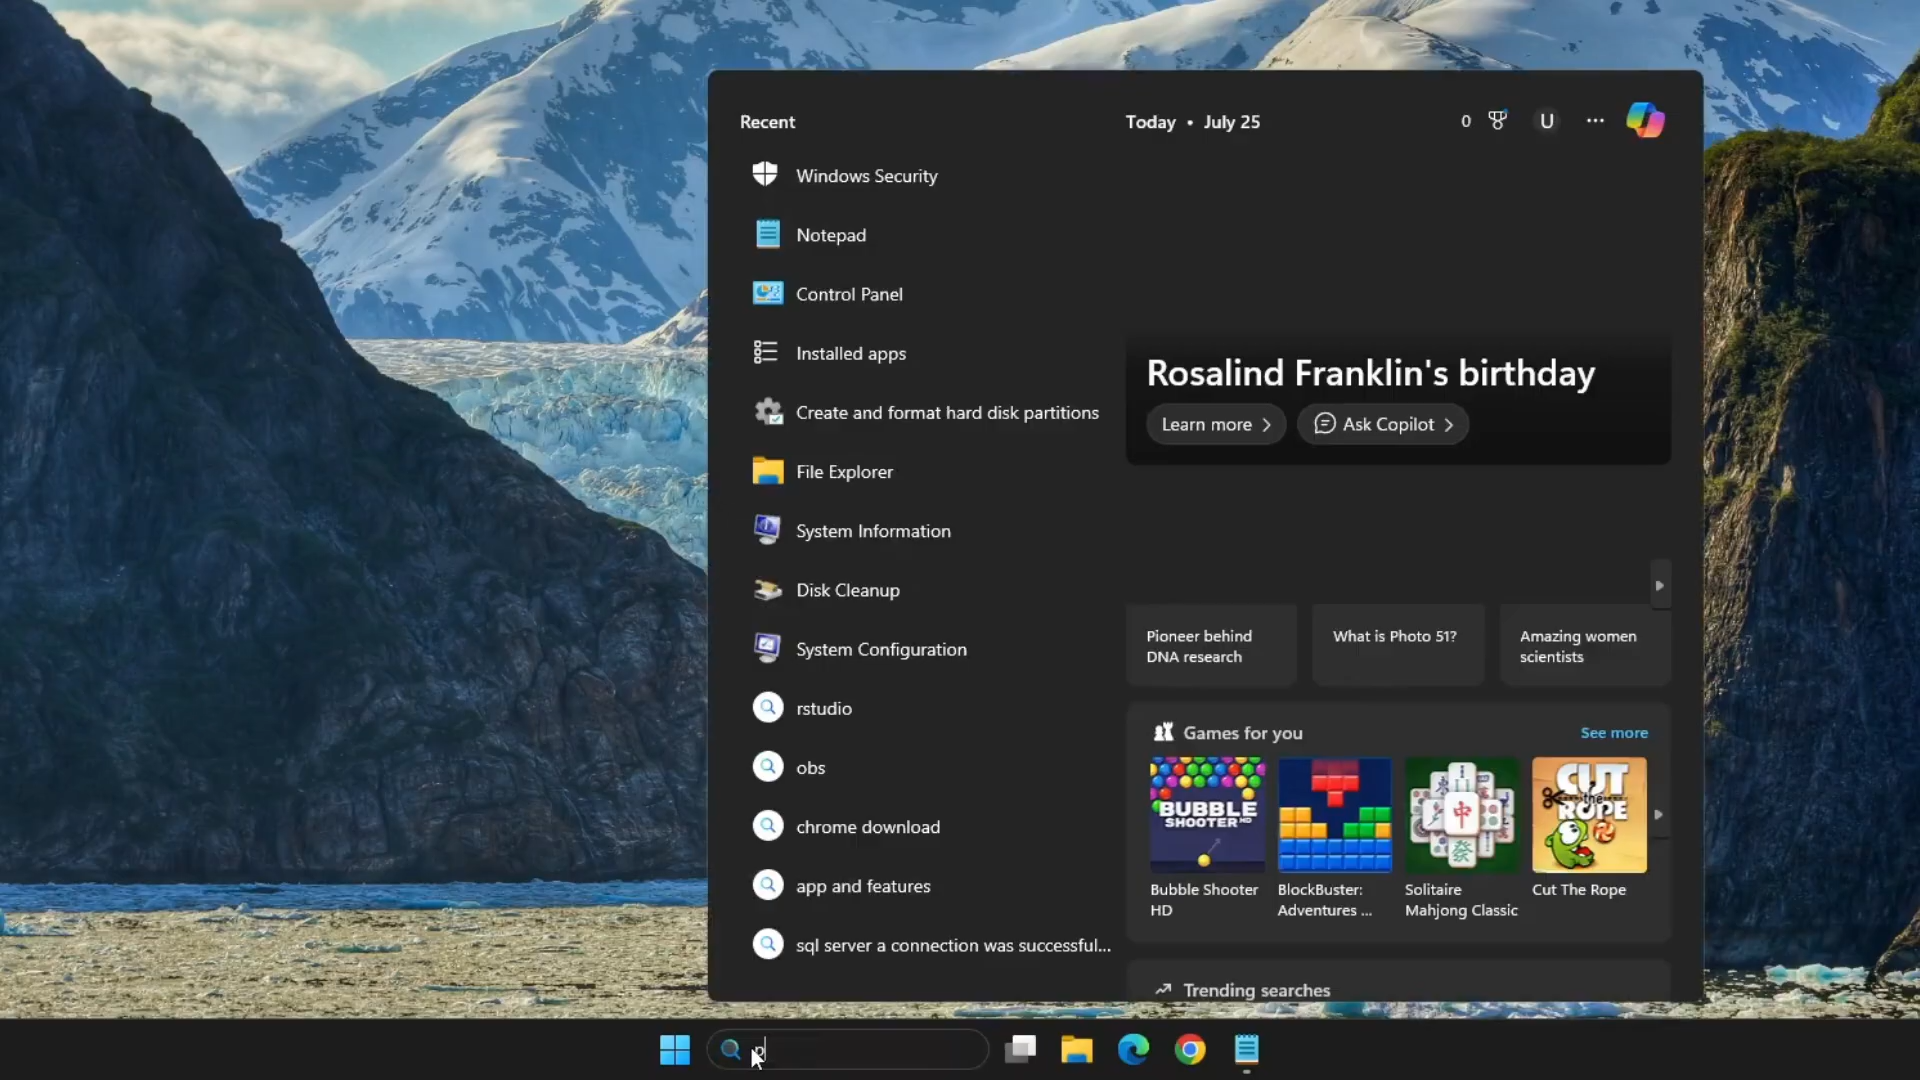 Recent
Windows Security
Notepad
Control Panel
Installed apps
Create and format hard disk partitions
File Explorer
System Information
Disk Cleanup
System Configuration
rstudio
obs
chrome download
app and features
sql server a connection was successful...
Today • July 25
0
U
Rosalind Franklin's birthday
Learn more
Ask Copilot
Pioneer behind
DNA research
What is Photo 51?
Amazing women
scientists
Games for you
See more
BUBBLE
SHOOTER HD
中
CUT
the
ROPE
Bubble Shooter
HD
BlockBuster:
Adventures ...
Solitaire
Mahjong Classic
Cut The Rope
Trending searches